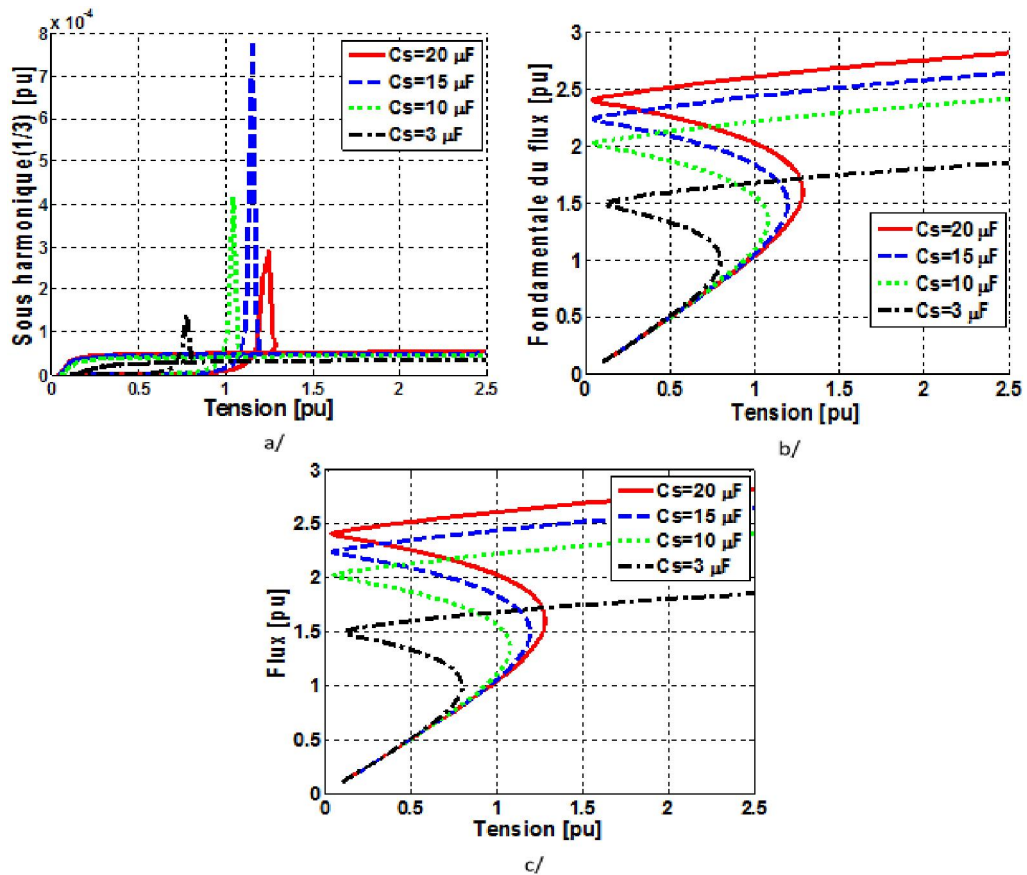 x 10-4
8
6
4
2
0
0 0.5 1 1.5 2 2.5
Sous harmonique(1/3) [pu]
Tension [pu]
Cs=20 µF
Cs=15 µF
Cs=10 µF
Cs=3 µF
a/
3
2.5
2
1.5
1
0.5
0
0 0.5 1 1.5 2 2.5
Fondamentale du flux [pu]
Tension [pu]
Cs=20 µF
Cs=15 µF
Cs=10 µF
Cs=3 µF
b/
3
2.5
2
1.5
1
0.5
0
0 0.5 1 1.5 2 2.5
Flux [pu]
Tension [pu]
Cs=20 µF
Cs=15 µF
Cs=10 µF
Cs=3 µF
c/